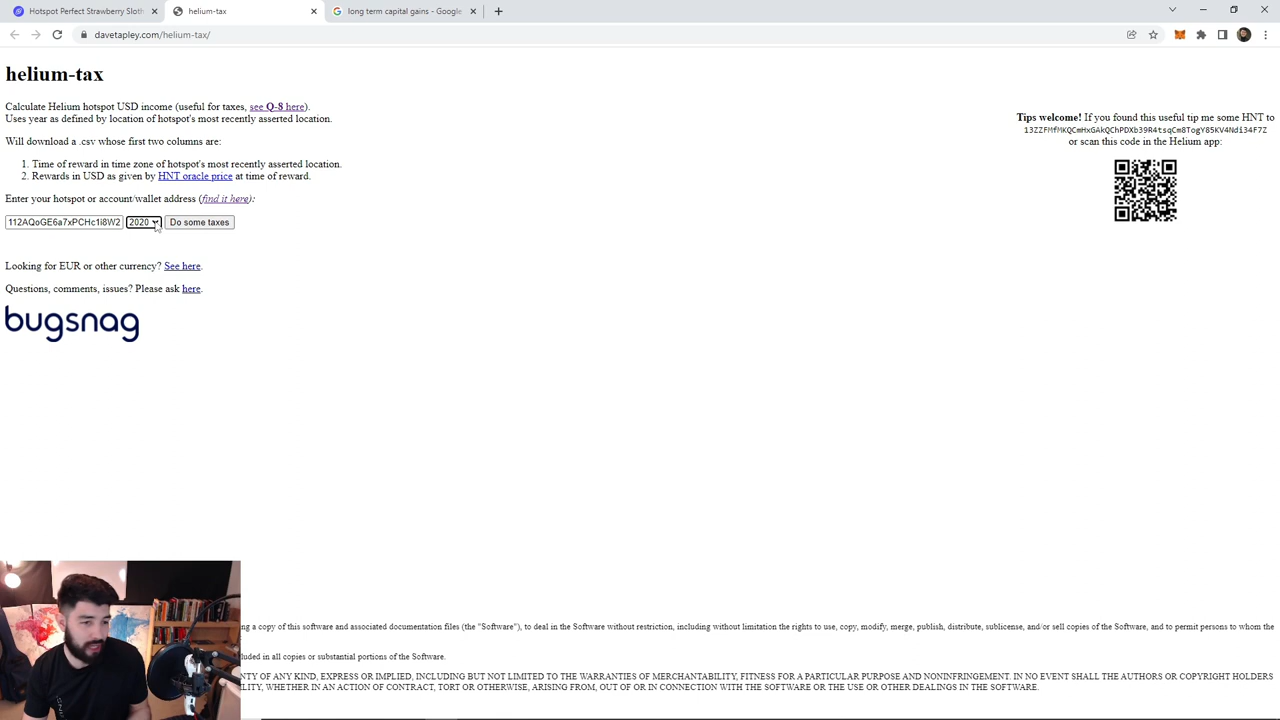 Hotspot Perfect Strawberry Sloth
helium-tax
long term capital gains - Google
davetapley.com/helium-tax/
helium-tax
Calculate Helium hotspot USD income (useful for taxes, see Q-8 here).
Uses year as defined by location of hotspot's most recently asserted location.
Will download a .csv whose first two columns are:
1. Time of reward in time zone of hotspot's most recently asserted location.
2. Rewards in USD as given by HNT oracle price at time of reward.
Enter your hotspot or account/wallet address (find it here):
112AQoGE6a7xPCHc1i8W2 2020 Do some taxes
Looking for EUR or other currency? See here.
Questions, comments, issues? Please ask here.
bugsnag
Tips welcome! If you found this useful tip me some HNT to
13ZZFMfMKQCmHxGAkQChPDXb39R4tsqCm8TogY85KV4Ndi34F7Z
or scan this code in the Helium app:
ng a copy of this software and associated documentation files (the "Software"), to deal in the Software without restriction, including without limitation the rights to use, copy, modify, merge, publish, distribute, sublicense, and/or sell copies of the Software, and to permit persons to whom the
luded in all copies or substantial portions of the Software.
NTY OF ANY KIND, EXPRESS OR IMPLIED, INCLUDING BUT NOT LIMITED TO THE WARRANTIES OF MERCHANTABILITY, FITNESS FOR A PARTICULAR PURPOSE AND NONINFRINGEMENT. IN NO EVENT SHALL THE AUTHORS OR COPYRIGHT HOLDERS
LITY, WHETHER IN AN ACTION OF CONTRACT, TORT OR OTHERWISE, ARISING FROM, OUT OF OR IN CONNECTION WITH THE SOFTWARE OR THE USE OR OTHER DEALINGS IN THE SOFTWARE.